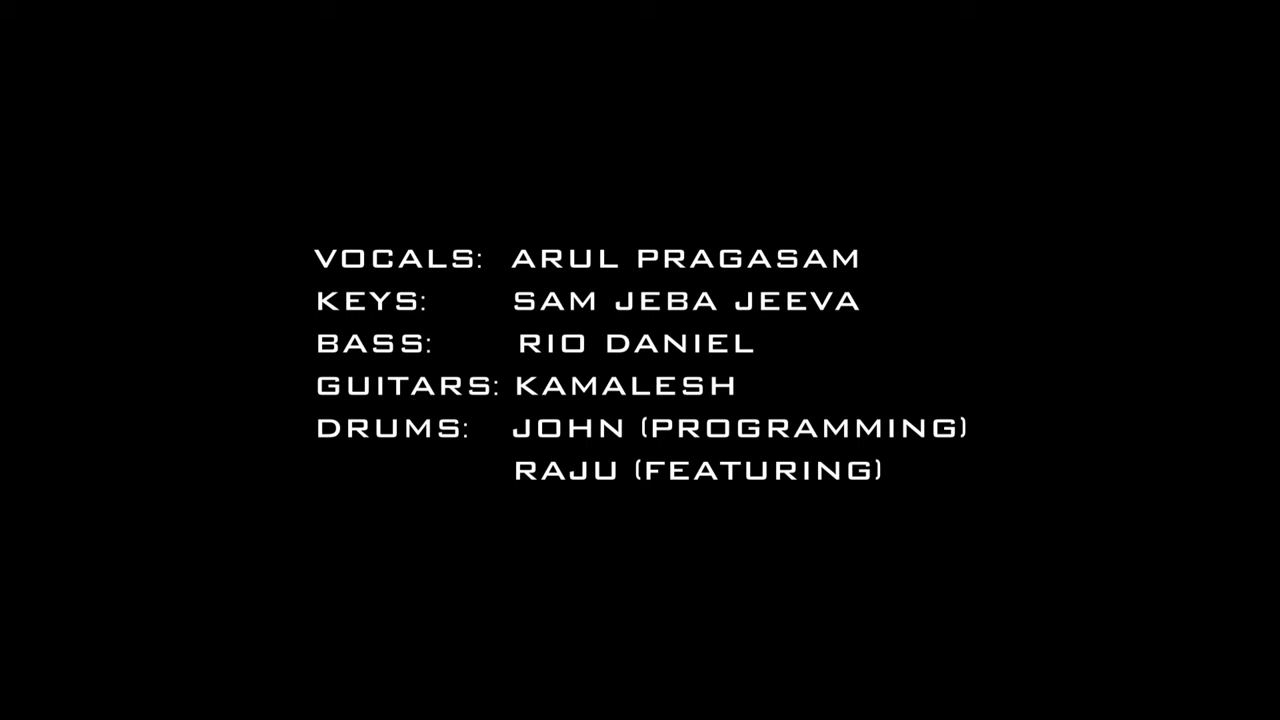 VOCALS: ARUL PRAGASAM
KEYS: SAM JEBA JEEVA
BASS: RIO DANIEL
GUITARS: KAMALESH
DRUMS: JOHN (PROGRAMMING)
RAJU (FEATURING)